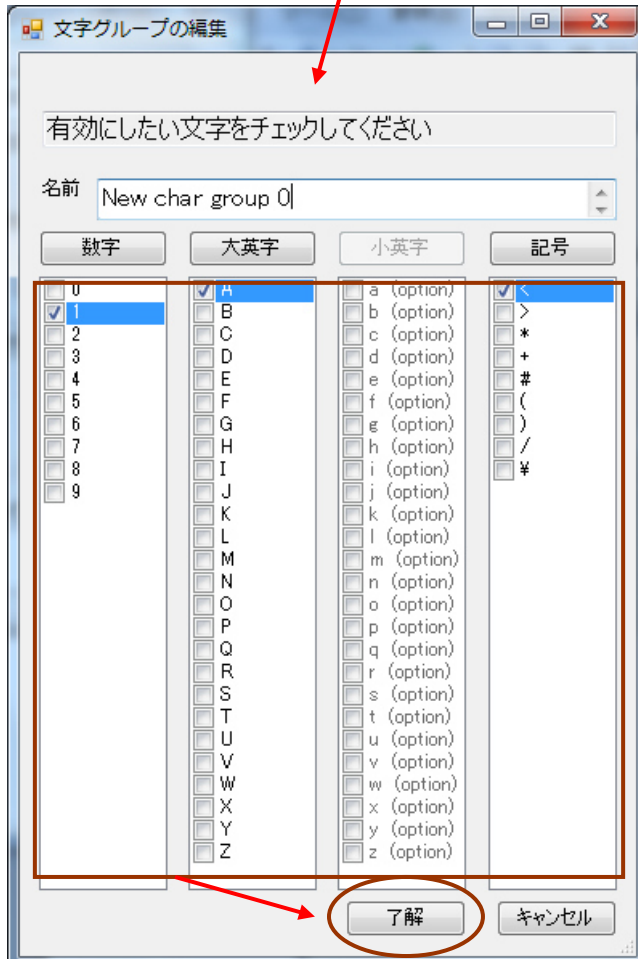 文字グループの編集
有効にしたい文字をチェックしてください
名前 New char group 0
数字 大英字 小英字 記号
0 A a (option) <
1 B b (option) >
2 C c (option) *
3 D d (option) +
4 E e (option) #
5 F f (option) (
6 G g (option) )
7 H h (option) /
8 I i (option) ¥
9 J j (option)
K k (option)
L l (option)
M m (option)
N n (option)
O o (option)
P p (option)
Q q (option)
R r (option)
S s (option)
T t (option)
U u (option)
V v (option)
W w (option)
X x (option)
Y y (option)
Z z (option)
了解 キャンセル